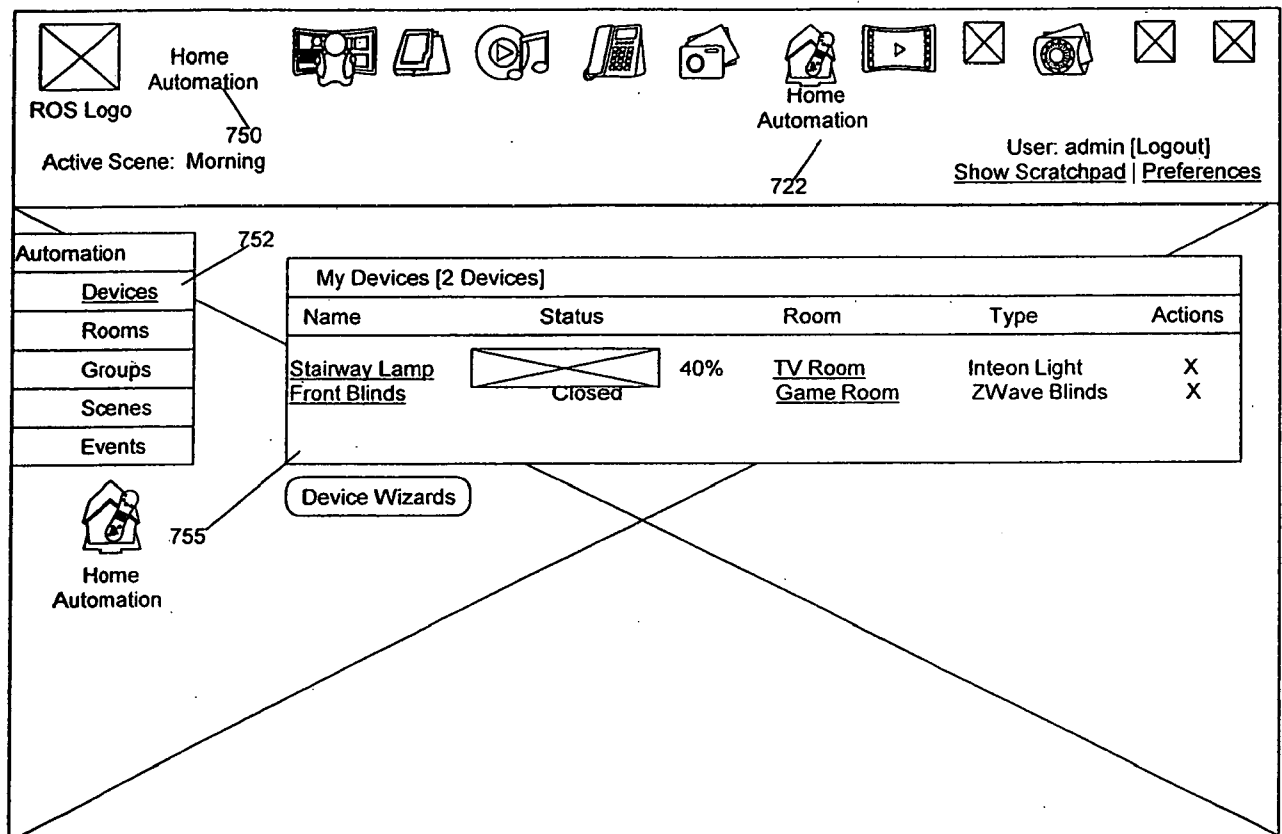 Home
Automation
ROS Logo
750
Active Scene: Morning
Home
Automation
722
User: admin [Logout]
Show Scratchpad | Preferences
Automation
752
Devices
Rooms
Groups
Scenes
Events
Home
Automation
755
My Devices [2 Devices]
Name Status Room Type Actions
Stairway Lamp 40% TV Room Inteon Light X
Front Blinds Closed Game Room ZWave Blinds X
Device Wizards